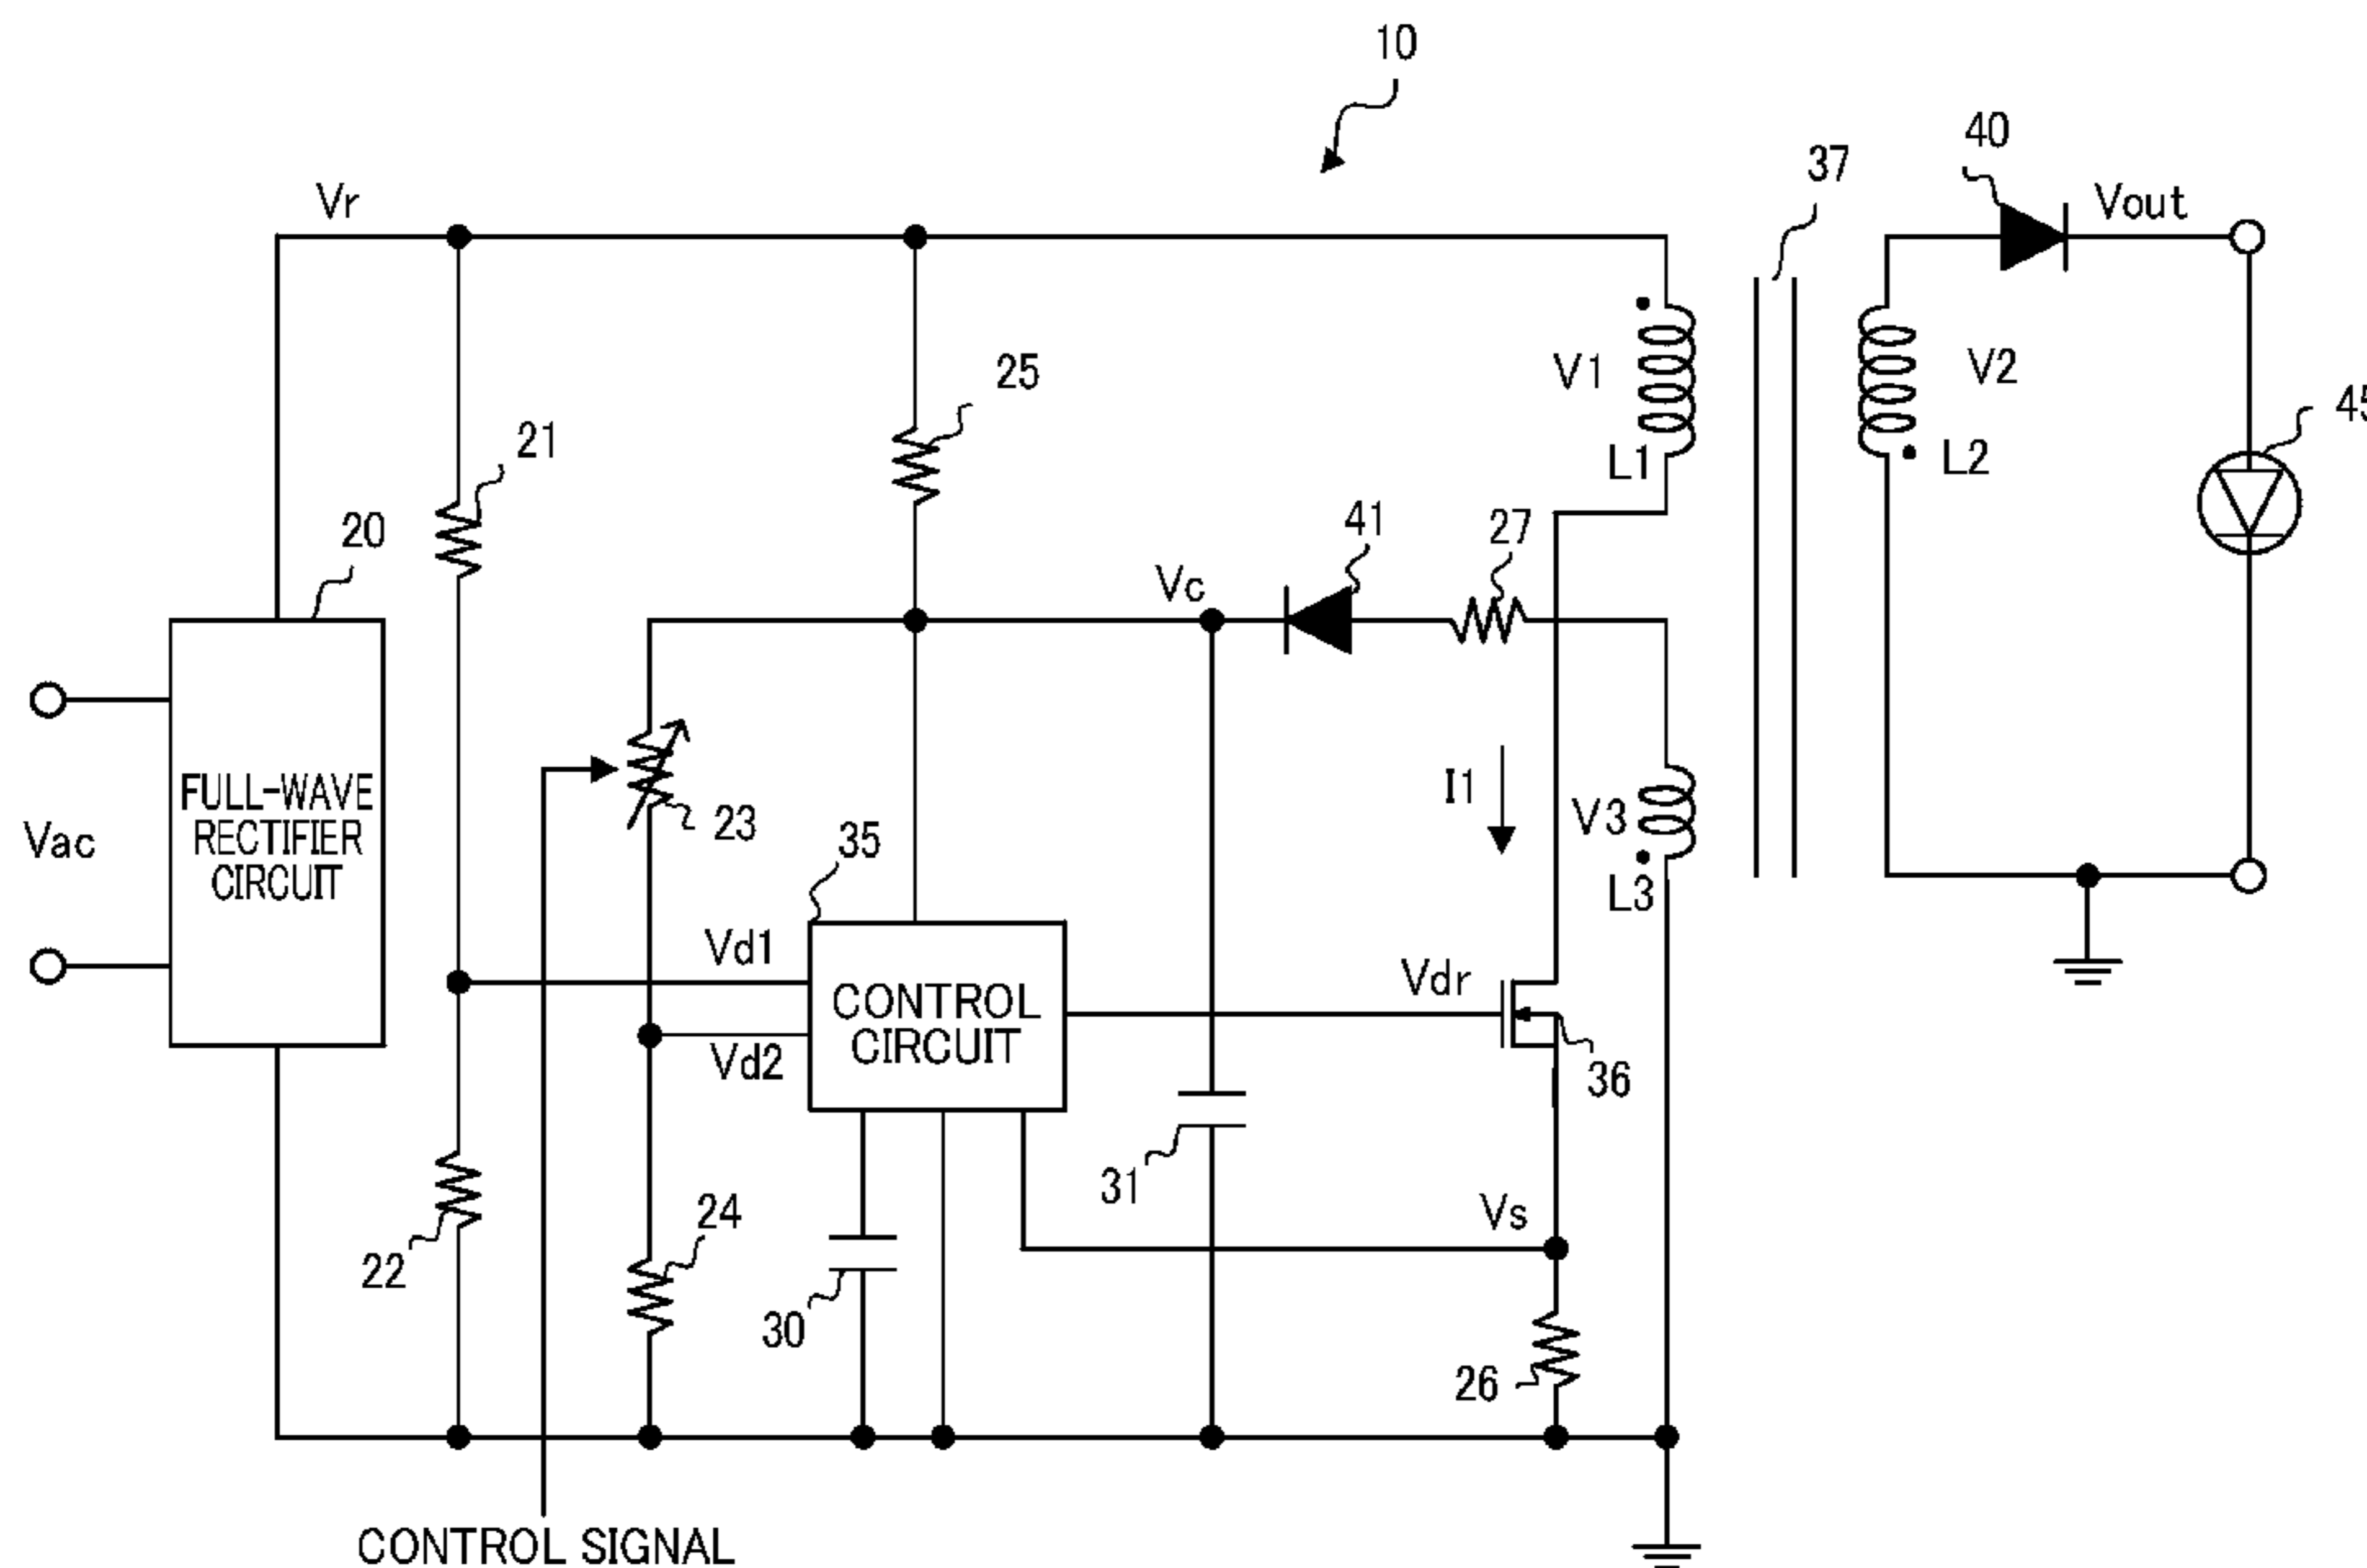 10
40
37
Vr
Vout
25
V1
V2
45
21
L1
L2
20
41
27
Vc
FULL-WAVE
RECTIFIER
CIRCUIT
Vac
23
35
I1
V3
L3
Vd1
Vdr
CONTROL
CIRCUIT
Vd2
36
31
24
Vs
22
30
26
CONTROL SIGNAL